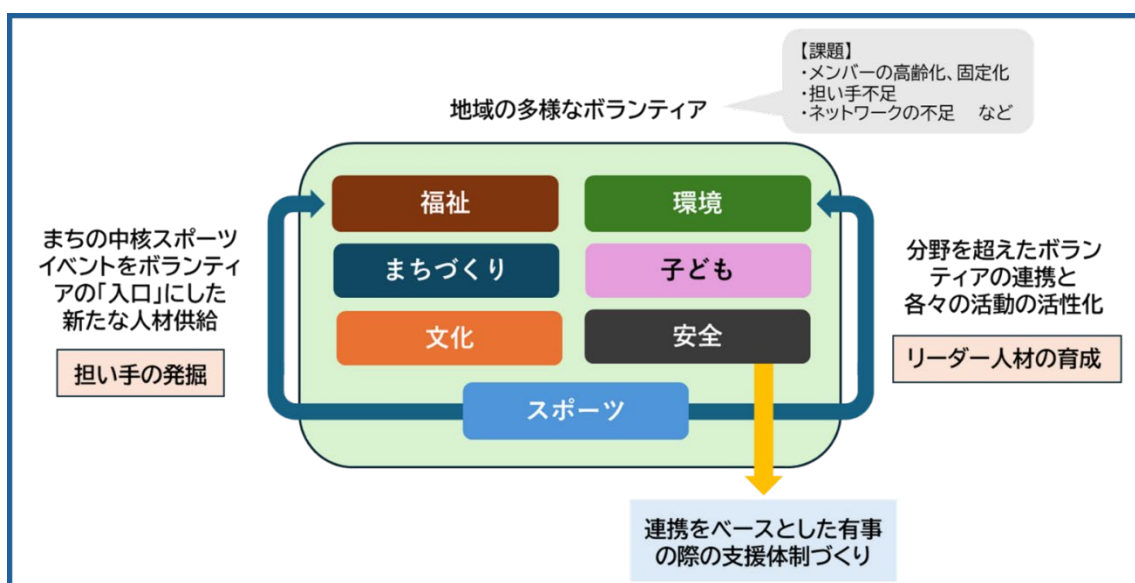 【課題】
・メンバーの高齢化、固定化
・担い手不足
・ネットワークの不足　など
地域の多様なボランティア
福祉
環境
まちづくり
子ども
文化
安全
スポーツ
まちの中核スポーツ
イベントをボランティ
アの「入口」にした
新たな人材供給
担い手の発掘
分野を超えたボラン
ティアの連携と
各々の活動の活性化
リーダー人材の育成
連携をベースとした有事
の際の支援体制づくり